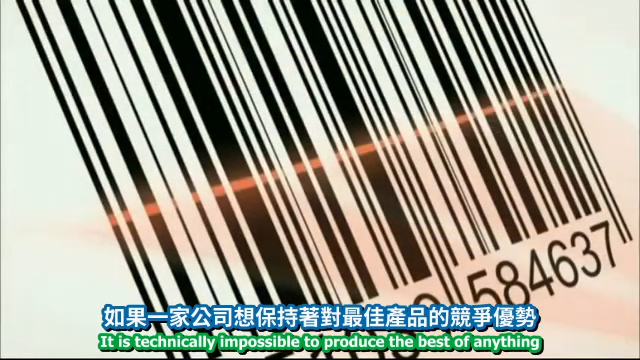 584637
如果一家公司想保持著對最佳產品的競爭優勢
It is technically impossible to produce the best of anything